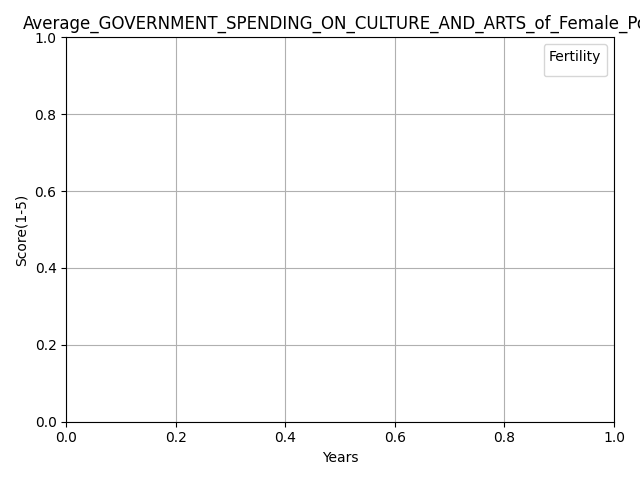 Average_GOVERNMENT_SPENDING_ON_CULTURE_AND_ARTS_of_Female_Po
Fertility
Score(1-5)
1.0
0.8
0.6
0.4
0.2
0.0
0.0 0.2 0.4 0.6 0.8 1.0
Years